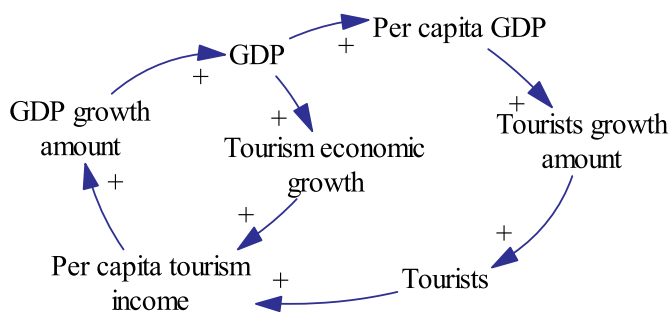 Per capita GDP
+
GDP
+
GDP growth
amount
+
+
Tourists growth
amount
Tourism economic
growth
+
+
+
Per capita tourism
income
+
Tourists